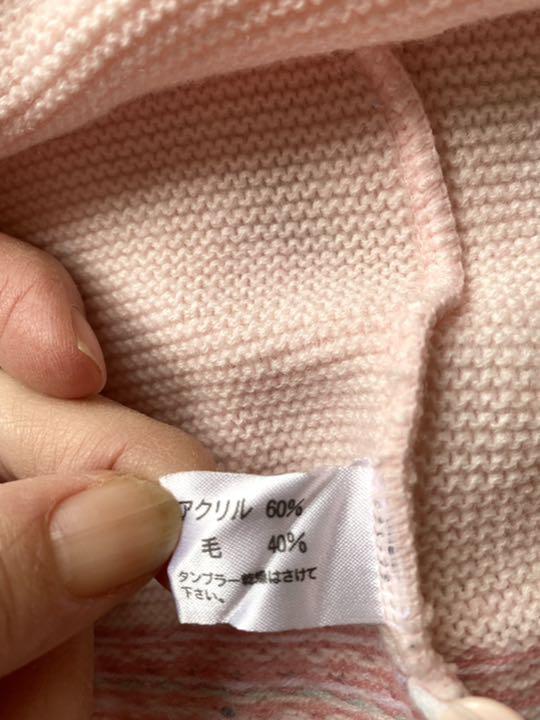 アクリル 60%
毛 40%
タンブラー乾燥はさけて
下さい。